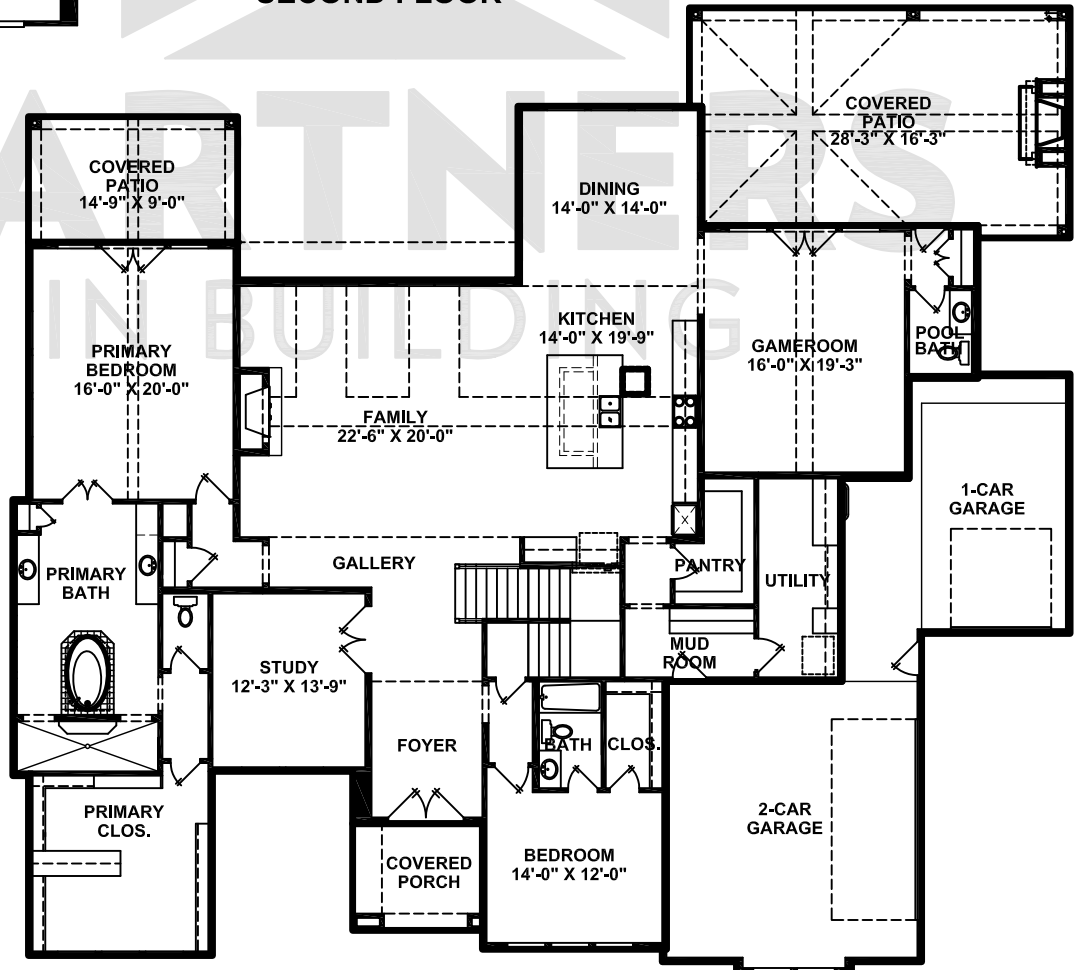 SECOND FLOOR
COVERED
PATIO
28'-3" X 16'-3"
COVERED
PATIO
14'-9" X 9'-0"
DINING
14'-0" X 14'-0"
KITCHEN
14'-0" X 19'-9"
GAMEROOM
16'-0" X 19'-3"
POOL
BATH
PRIMARY
BEDROOM
16'-0" X 20'-0"
FAMILY
22'-6" X 20'-0"
1-CAR
GARAGE
GALLERY
PANTRY
UTILITY
PRIMARY
BATH
MUD
ROOM
STUDY
12'-3" X 13'-9"
FOYER
BATH
CLOS.
PRIMARY
CLOS.
2-CAR
GARAGE
COVERED
PORCH
BEDROOM
14'-0" X 12'-0"
ARTNERS
IN BUILDING